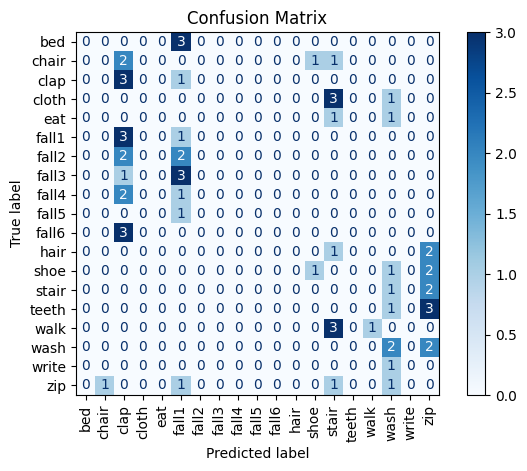 Confusion Matrix
bed 0 0 0 0 0 3 0 0 0 0 0 0 0 0 0 0 0 0 0
chair 0 0 2 0 0 0 0 0 0 0 0 0 1 1 0 0 0 0 0
clap 0 0 3 0 0 1 0 0 0 0 0 0 0 0 0 0 0 0 0
cloth 0 0 0 0 0 0 0 0 0 0 0 0 0 3 0 0 1 0 0
eat 0 0 0 0 0 0 0 0 0 0 0 0 0 1 0 0 1 0 0
fall1 0 0 3 0 0 1 0 0 0 0 0 0 0 0 0 0 0 0 0
fall2 0 0 2 0 0 2 0 0 0 0 0 0 0 0 0 0 0 0 0
fall3 0 0 1 0 0 3 0 0 0 0 0 0 0 0 0 0 0 0 0
fall4 0 0 2 0 0 1 0 0 0 0 0 0 0 0 0 0 0 0 0
fall5 0 0 0 0 0 1 0 0 0 0 0 0 0 0 0 0 0 0 0
fall6 0 0 3 0 0 0 0 0 0 0 0 0 0 0 0 0 0 0 0
hair 0 0 0 0 0 0 0 0 0 0 0 0 0 1 0 0 0 0 2
shoe 0 0 0 0 0 0 0 0 0 0 0 0 1 0 0 0 1 0 2
stair 0 0 0 0 0 0 0 0 0 0 0 0 0 0 0 0 1 0 2
teeth 0 0 0 0 0 0 0 0 0 0 0 0 0 0 0 0 1 0 3
walk 0 0 0 0 0 0 0 0 0 0 0 0 0 3 0 1 0 0 0
wash 0 0 0 0 0 0 0 0 0 0 0 0 0 0 0 0 2 0 2
write 0 0 0 0 0 0 0 0 0 0 0 0 0 0 0 0 1 0 0
zip 0 1 0 0 0 1 0 0 0 0 0 0 0 1 0 0 1 0 0
True label
bed chair clap cloth eat fall1 fall2 fall3 fall4 fall5 fall6 hair shoe stair teeth walk wash write zip
Predicted label
3.0
2.5
2.0
1.5
1.0
0.5
0.0